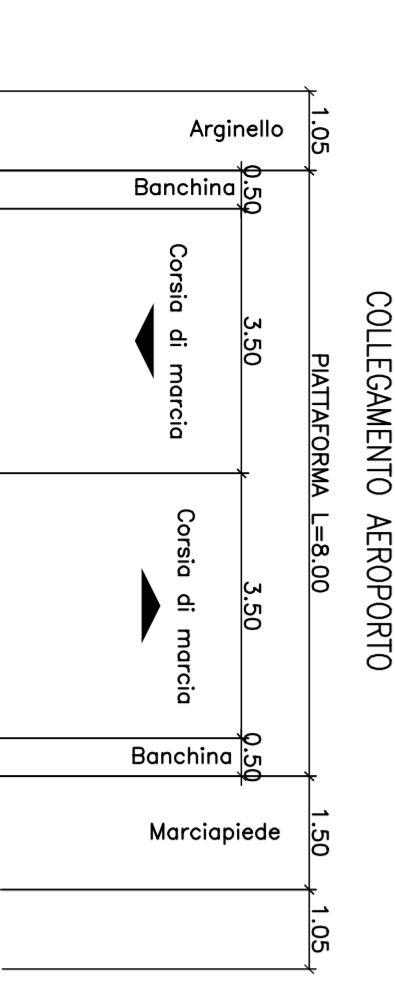 COLLEGAMENTO AEROPORTO
1.05
PIATTAFORMA L=8.00
1.50
1.05
0.50
3.50
3.50
0.50
Arginello
Banchina
Corsia di marcia
Corsia di marcia
Banchina
Marciapiede